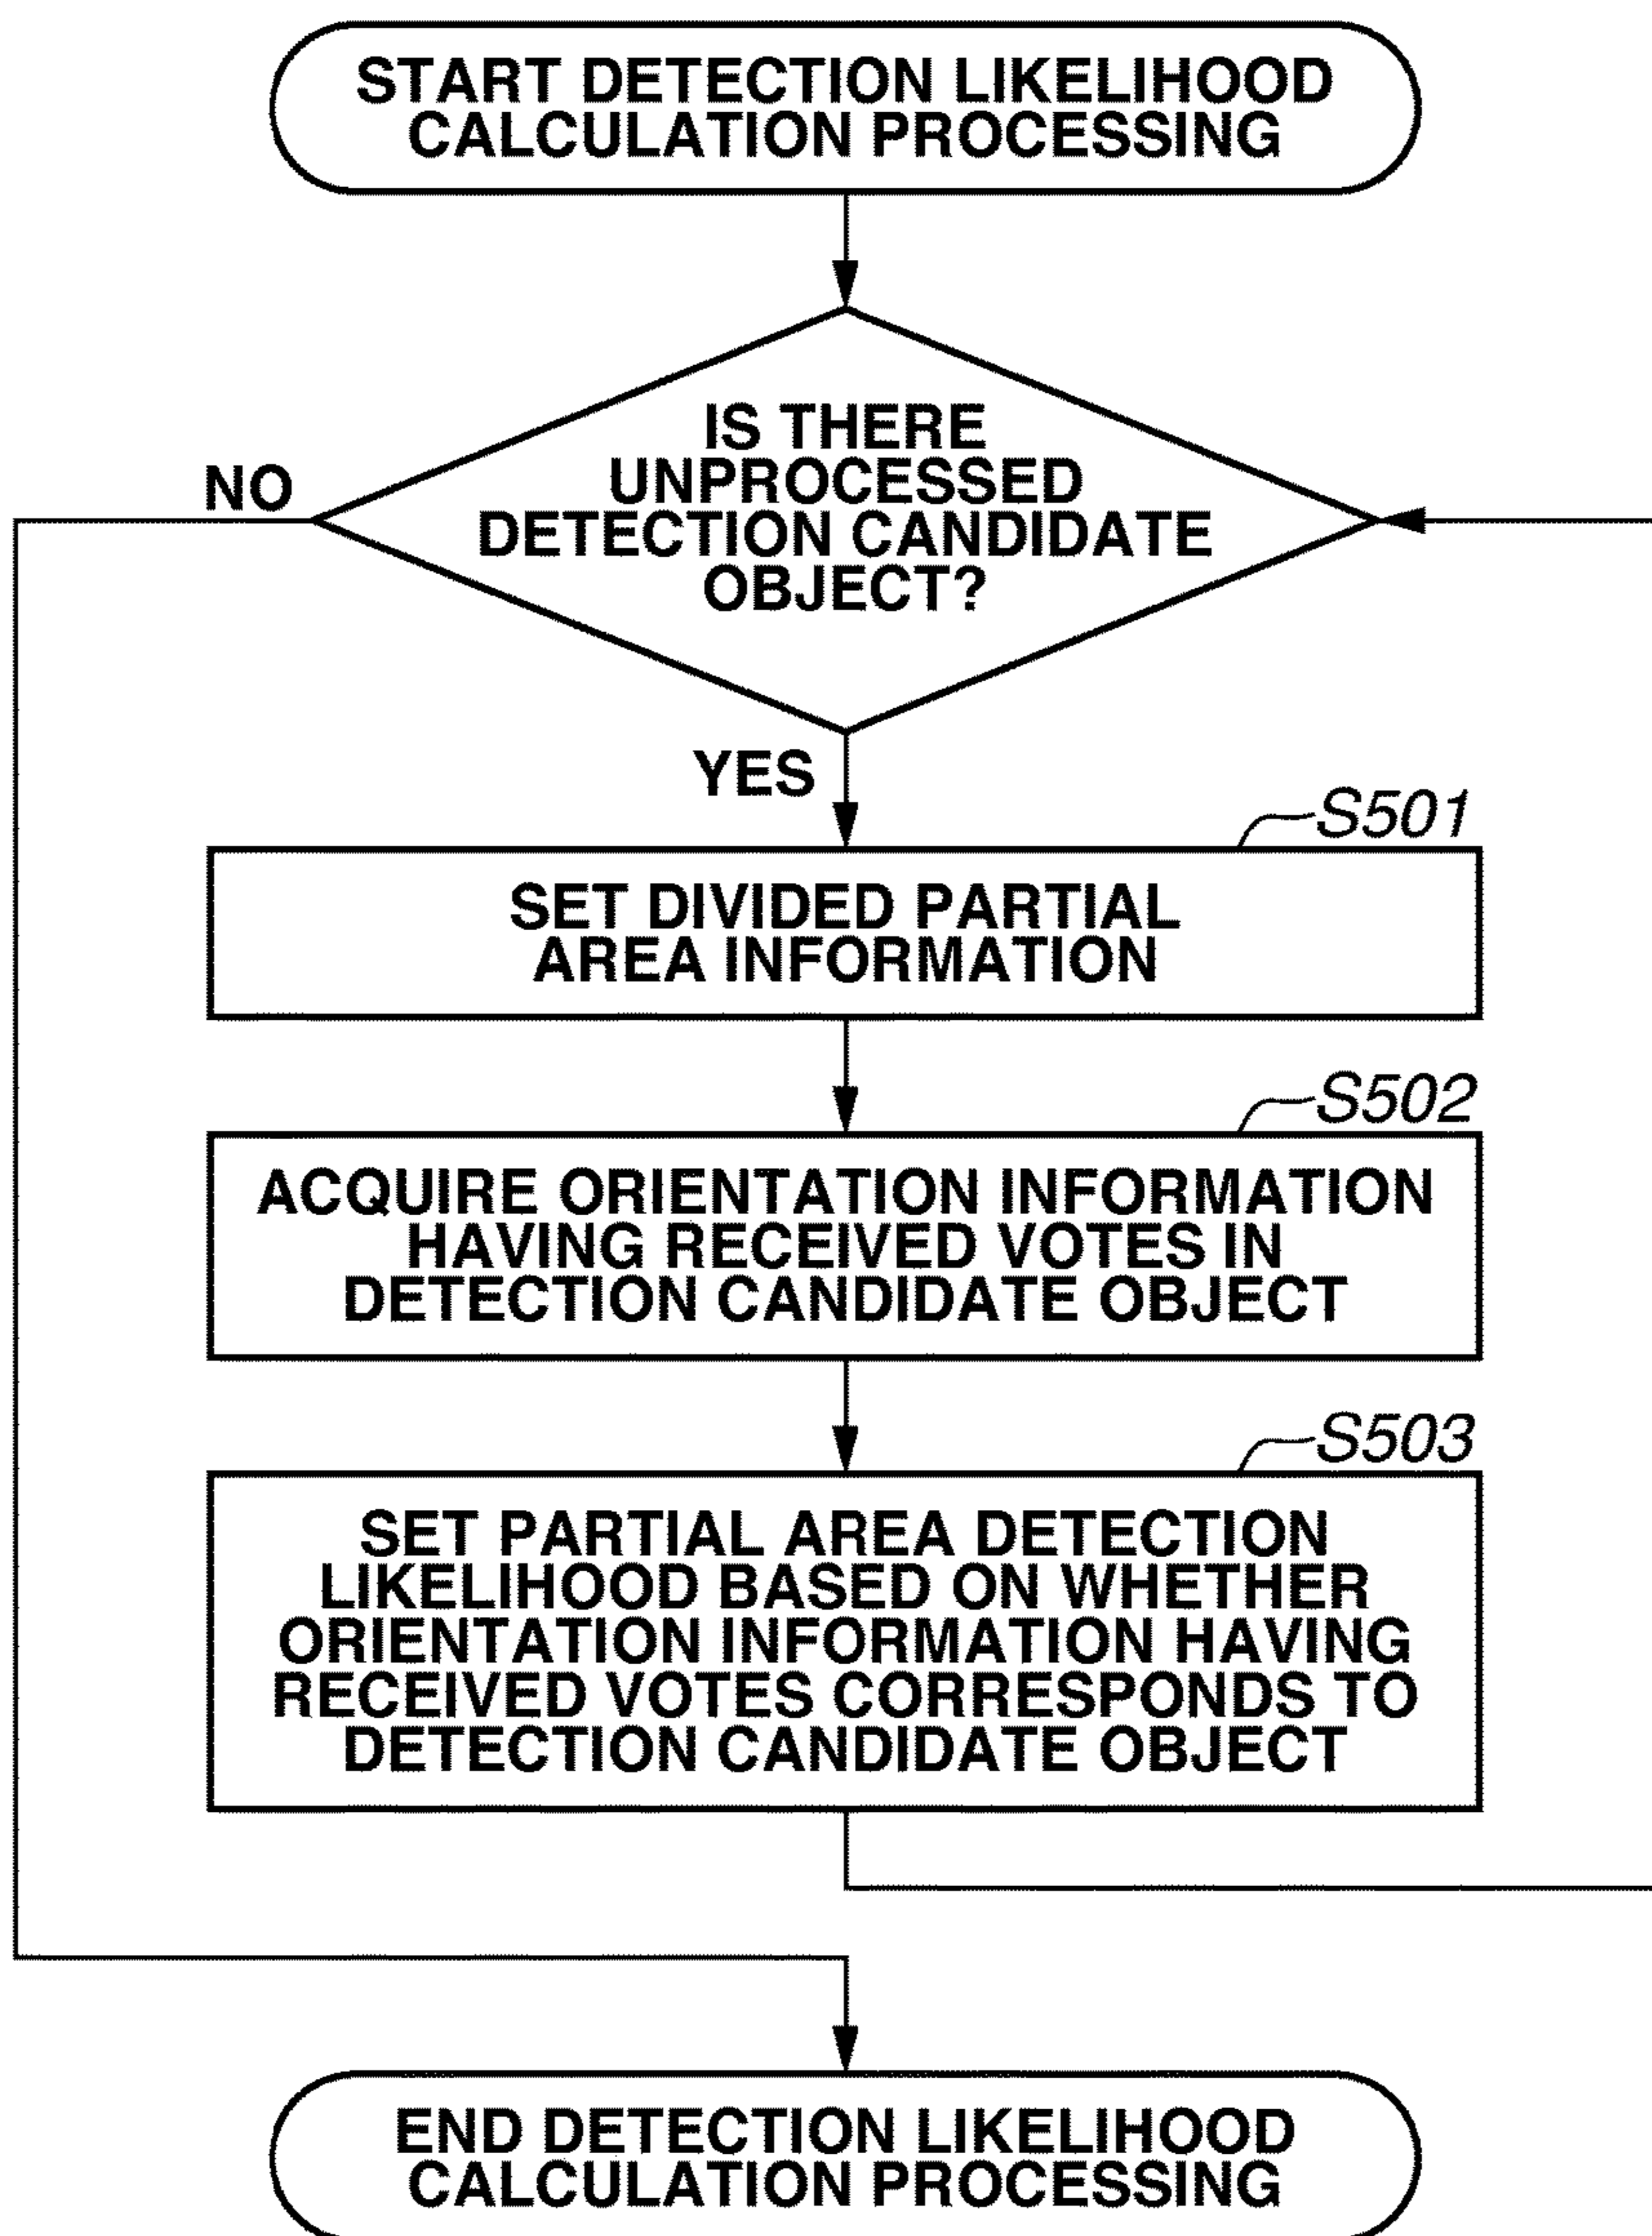 START DETECTION LIKELIHOOD
CALCULATION PROCESSING
IS THERE
UNPROCESSED
DETECTION CANDIDATE
OBJECT?
NO
YES
S501
SET DIVIDED PARTIAL
AREA INFORMATION
S502
ACQUIRE ORIENTATION INFORMATION
HAVING RECEIVED VOTES IN
DETECTION CANDIDATE OBJECT
S503
SET PARTIAL AREA DETECTION
LIKELIHOOD BASED ON WHETHER
ORIENTATION INFORMATION HAVING
RECEIVED VOTES CORRESPONDS TO
DETECTION CANDIDATE OBJECT
END DETECTION LIKELIHOOD
CALCULATION PROCESSING